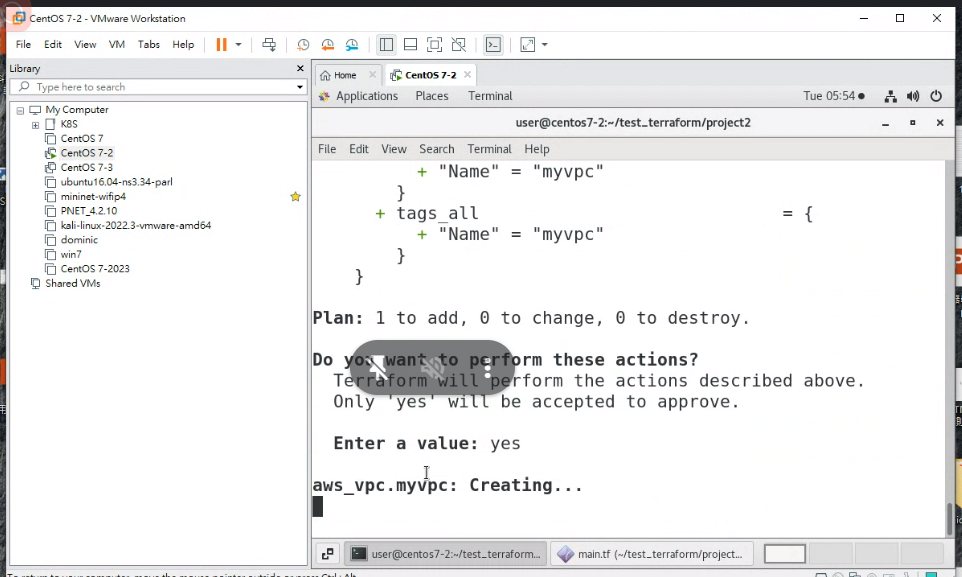 CentOS 7-2 - VMware Workstation
File Edit View VM Tabs Help
Library
Type here to search
My Computer
K8S
CentOS 7
CentOS 7-2
CentOS 7-3
ubuntu16.04-ns3.34-parl
mininet-wifip4
PNET_4.2.10
kali-linux-2022.3-vmware-amd64
dominic
win7
CentOS 7-2023
Shared VMs
Home CentOS 7-2
Applications Places Terminal Tue 05:54
user@centos7-2:~/test_terraform/project2
File Edit View Search Terminal Help
+ "Name" = "myvpc"
}
+ tags_all = {
+ "Name" = "myvpc"
}
}
Plan: 1 to add, 0 to change, 0 to destroy.
Do you want to perform these actions?
Terraform will perform the actions described above.
Only 'yes' will be accepted to approve.
Enter a value: yes
aws_vpc.myvpc: Creating...
user@centos7-2:~/test_terraform... main.tf (~/test_terraform/project...
To return to your computer, move the mouse pointer outside or press Ctrl+Alt.